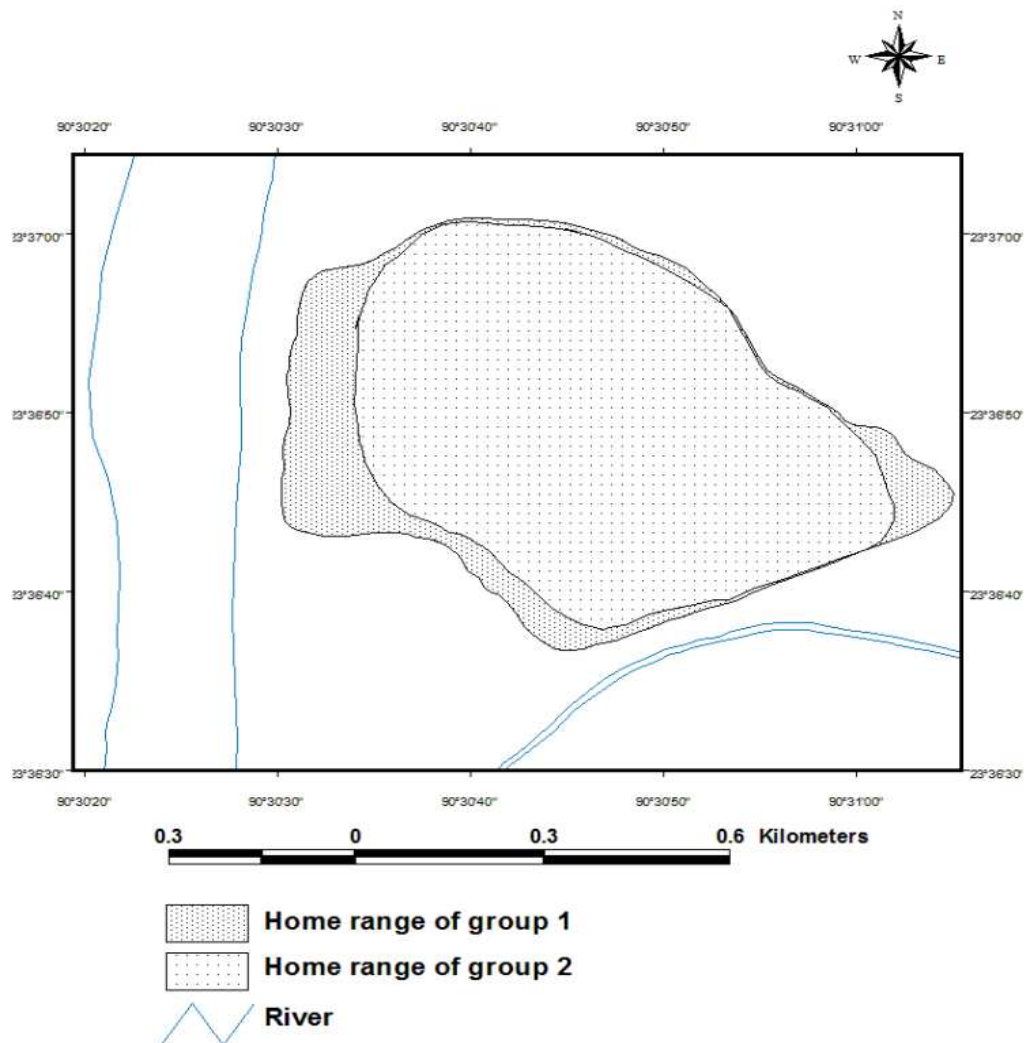 N
W E
S
90°30'20" 90°30'30" 90°30'40" 90°30'50" 90°31'00"
23°37'00" 23°37'00"
23°36'50" 23°36'50"
23°36'40" 23°36'40"
23°36'30" 23°36'30"
90°30'20" 90°30'30" 90°30'40" 90°30'50" 90°31'00"
0.3 0 0.3 0.6 Kilometers
Home range of group 1
Home range of group 2
River